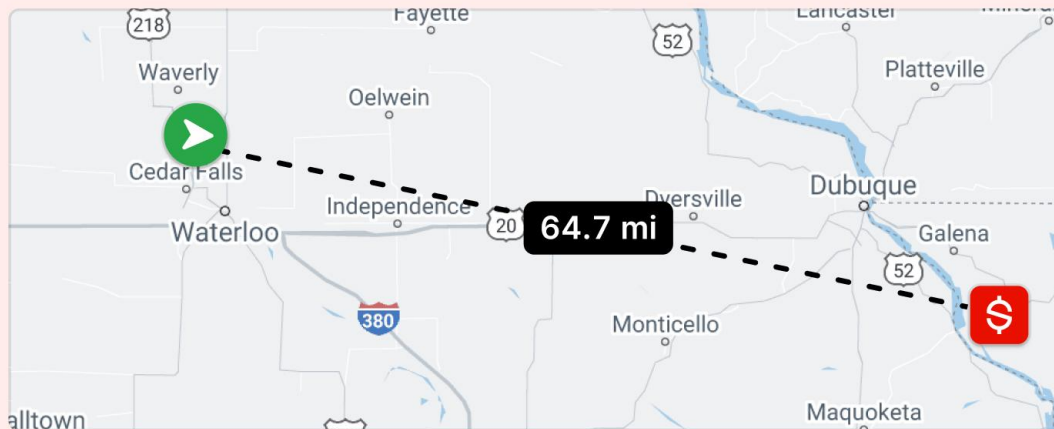 Fayette
Lancaster
218
52
Waverly
Platteville
Oelwein
Cedar Falls
Dubuque
Independence
Dyersville
20
64.7 mi
Waterloo
Galena
52
$
380
Monticello
alltown
Maquoketa